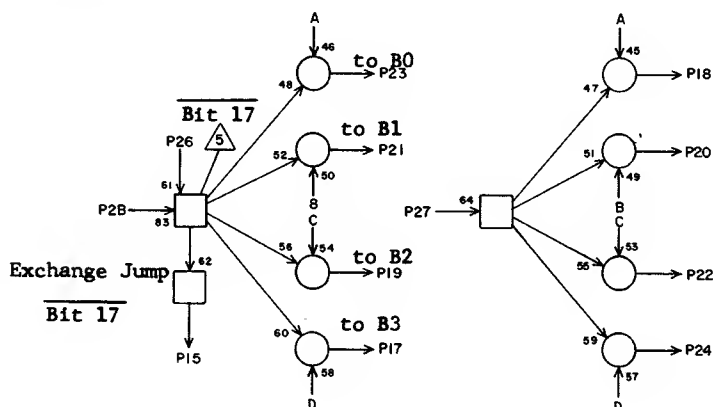 A
A
46
45
to B0
48
P23
47
P18
Bit 17
P26
5
to B1
52
P21
51
P20
61
50
49
P2B
83
B
C
P27
64
B
C
62
56
54
55
53
Exchange Jump
to B2
P19
P22
Bit 17
60
to B3
59
P15
P17
P24
58
57
D
D